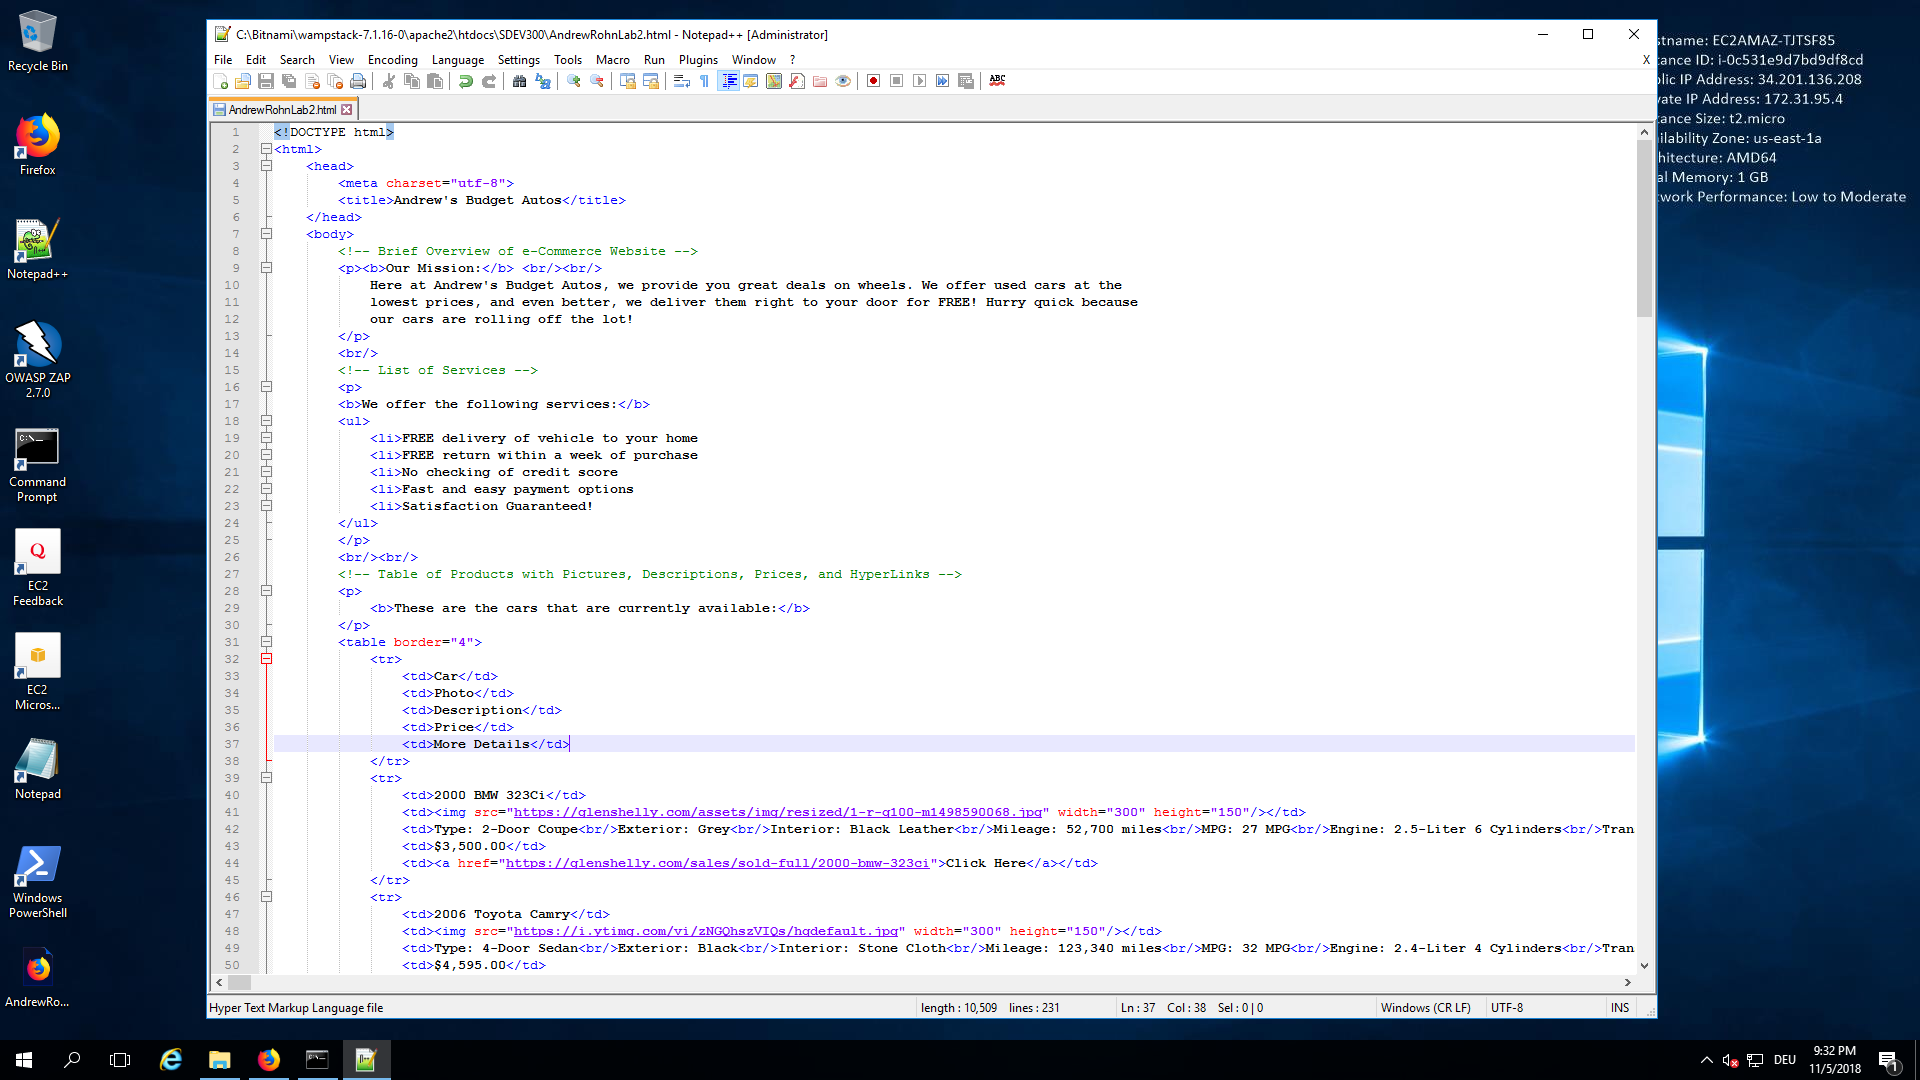 Recycle Bin
Firefox
Notepad++
OWASP ZAP
2.7.0
Command
Prompt
EC2
Feedback
EC2
Micros...
Notepad
Windows
PowerShell
AndrewRo...
C:\Bitnami\wampstack-7.1.16-0\apache2\htdocs\SDEV300\AndrewRohnLab2.html - Notepad++ [Administrator]
File Edit Search View Encoding Language Settings Tools Macro Run Plugins Window ? X
ABC
AndrewRohnLab2.html
1 <!DOCTYPE html>
2 <html>
3 <head>
4 <meta charset="utf-8">
5 <title>Andrew's Budget Autos</title>
6 </head>
7 <body>
8 <!-- Brief Overview of e-Commerce Website -->
9 <p><b>Our Mission:</b> <br/><br/>
10 Here at Andrew's Budget Autos, we provide you great deals on wheels. We offer used cars at the
11 lowest prices, and even better, we deliver them right to your door for FREE! Hurry quick because
12 our cars are rolling off the lot!
13 </p>
14 <br/>
15 <!-- List of Services -->
16 <p>
17 <b>We offer the following services:</b>
18 <ul>
19 <li>FREE delivery of vehicle to your home
20 <li>FREE return within a week of purchase
21 <li>No checking of credit score
22 <li>Fast and easy payment options
23 <li>Satisfaction Guaranteed!
24 </ul>
25 </p>
26 <br/><br/>
27 <!-- Table of Products with Pictures, Descriptions, Prices, and HyperLinks -->
28 <p>
29 <b>These are the cars that are currently available:</b>
30 </p>
31 <table border="4">
32 <tr>
33 <td>Car</td>
34 <td>Photo</td>
35 <td>Description</td>
36 <td>Price</td>
37 <td>More Details</td>
38 </tr>
39 <tr>
40 <td>2000 BMW 323Ci</td>
41 <td><img src="https://glenshelly.com/assets/img/resized/1-r-q100-m1498590068.jpg" width="300" height="150"/></td>
42 <td>Type: 2-Door Coupe<br/>Exterior: Grey<br/>Interior: Black Leather<br/>Mileage: 52,700 miles<br/>MPG: 27 MPG<br/>Engine: 2.5-Liter 6 Cylinders<br/>Tran
43 <td>$3,500.00</td>
44 <td><a href="https://glenshelly.com/sales/sold-full/2000-bmw-323ci">Click Here</a></td>
45 </tr>
46 <tr>
47 <td>2006 Toyota Camry</td>
48 <td><img src="https://i.ytimg.com/vi/zNGQhszVIQs/hqdefault.jpg" width="300" height="150"/></td>
49 <td>Type: 4-Door Sedan<br/>Exterior: Black<br/>Interior: Stone Cloth<br/>Mileage: 123,340 miles<br/>MPG: 32 MPG<br/>Engine: 2.4-Liter 4 Cylinders<br/>Tran
50 <td>$4,595.00</td>
Hyper Text Markup Language file length : 10,509 lines : 231 Ln : 37 Col : 38 Sel : 0 | 0 Windows (CR LF) UTF-8 INS
stname: EC2AMAZ-TJTSF85
tance ID: i-0c531e9d7bd9df8cd
lic IP Address: 34.201.136.208
vate IP Address: 172.31.95.4
tance Size: t2.micro
ilability Zone: us-east-1a
hitecture: AMD64
al Memory: 1 GB
work Performance: Low to Moderate
DEU
9:32 PM
11/5/2018
1